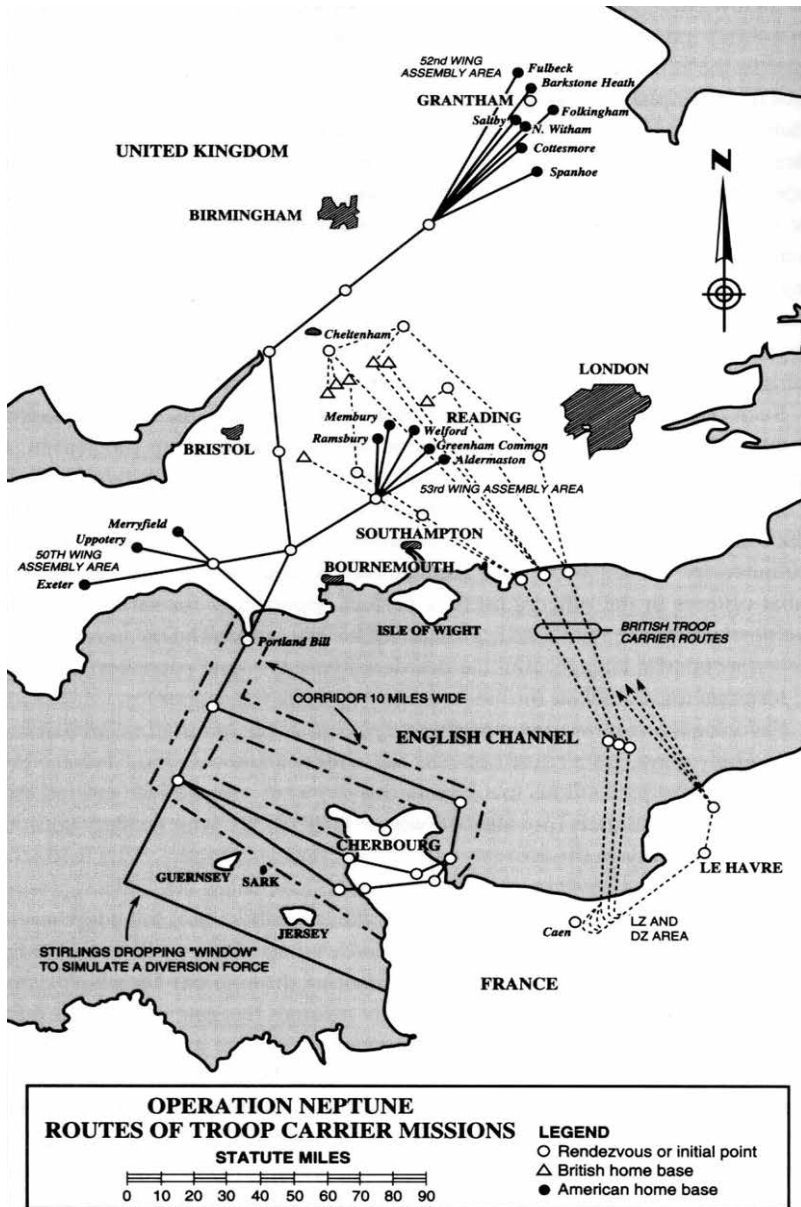 52nd WING
ASSEMBLY AREA
Fulbeck
Barkstone Heath
GRANTHAM
Folkingham
Saltby
N. Witham
Cottesmore
Spanhoe
UNITED KINGDOM
N
BIRMINGHAM
Cheltenham
LONDON
READING
Membury
Welford
BRISTOL
Ramsbury
Greenham Common
Aldermaston
53rd WING ASSEMBLY AREA
Merryfield
Uppotery
50TH WING
ASSEMBLY AREA
Exeter
SOUTHAMPTON
BOURNEMOUTH
ISLE OF WIGHT
Portland Bill
BRITISH TROOP
CARRIER ROUTES
CORRIDOR 10 MILES WIDE
ENGLISH CHANNEL
CHERBOURG
GUERNSEY
SARK
LE HAVRE
JERSEY
Caen
LZ AND
DZ AREA
STIRLINGS DROPPING "WINDOW"
TO SIMULATE A DIVERSION FORCE
FRANCE
OPERATION NEPTUNE
ROUTES OF TROOP CARRIER MISSIONS
STATUTE MILES
0 10 20 30 40 50 60 70 80 90
LEGEND
Rendezvous or initial point
British home base
American home base